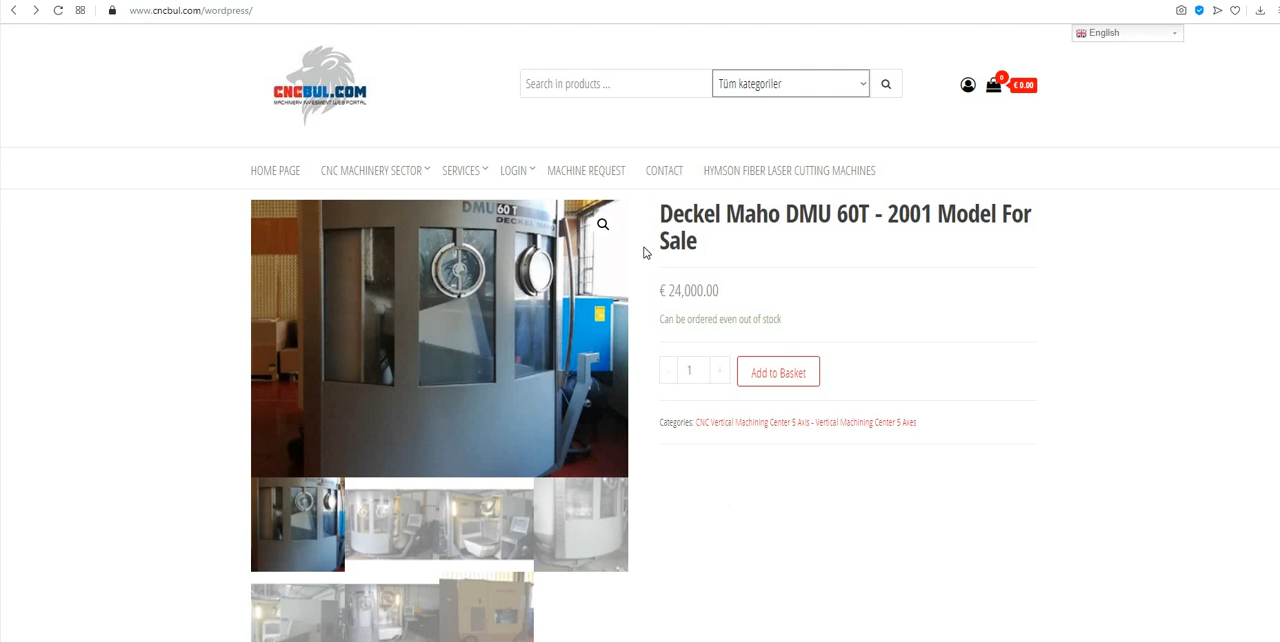 www.cncbul.com/wordpress/
English
CNCBUL.COM
MACHINERY INVESMENT WEB PORTAL
Search in products ...
Tüm kategoriler
0
€ 0.00
HOME PAGE
CNC MACHINERY SECTOR
SERVICES
LOGIN
MACHINE REQUEST
CONTACT
HYMSON FIBER LASER CUTTING MACHINES
DMU 60 T
DECKEL MAHO
Deckel Maho DMU 60T - 2001 Model For
Sale
€ 24,000.00
Can be ordered even out of stock
- 1 +
Add to Basket
Categories: CNC Vertical Machining Center 5 Axis - Vertical Machining Center 5 Axes